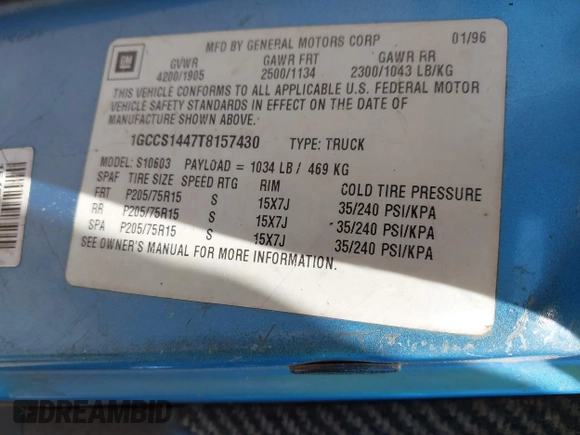 GM
MFD BY GENERAL MOTORS CORP 01/96
GVWR GAWR FRT GAWR RR
4200/1905 2500/1134 2300/1043 LB/KG
THIS VEHICLE CONFORMS TO ALL APPLICABLE U.S. FEDERAL MOTOR
VEHICLE SAFETY STANDARDS IN EFFECT ON THE DATE OF
MANUFACTURE SHOWN ABOVE.
1GCCS1447T8157430 TYPE: TRUCK
MODEL: S10603 PAYLOAD = 1034 LB / 469 KG
SPAF TIRE SIZE SPEED RTG RIM COLD TIRE PRESSURE
FRT P205/75R15 S 15X7J 35/240 PSI/KPA
RR P205/75R15 S 15X7J 35/240 PSI/KPA
SPA P205/75R15 S 15X7J 35/240 PSI/KPA
SEE OWNER'S MANUAL FOR MORE INFORMATION.
DREAMBID